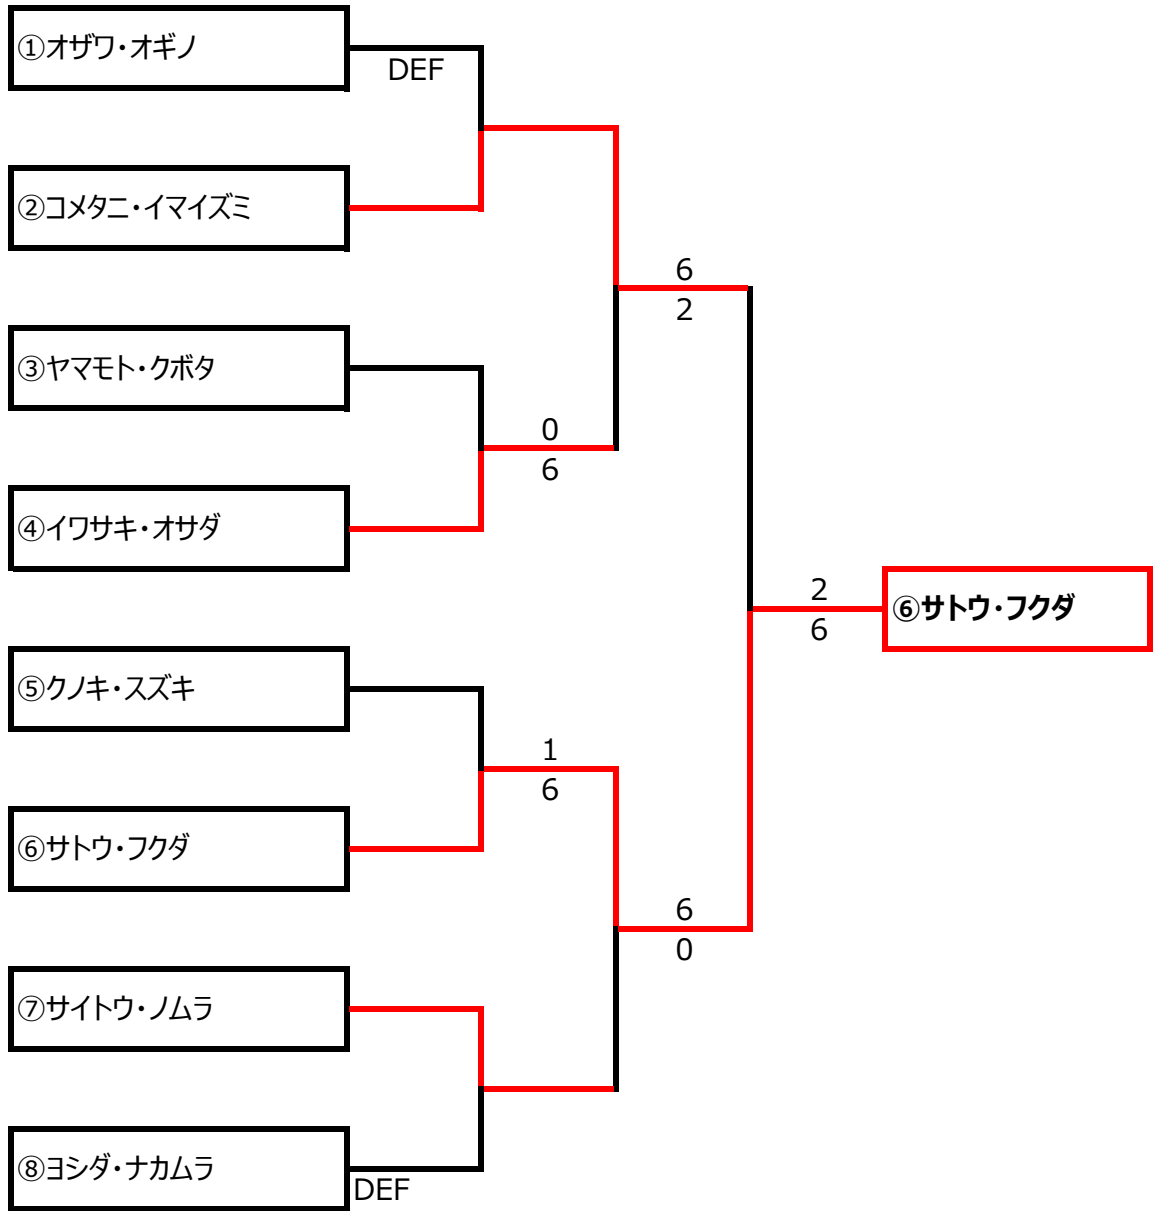 ①オザワ・オギノ
DEF
②コメタニ・イマイズミ
6
2
③ヤマモト・クボタ
0
6
④イワサキ・オサダ
2
6
⑥サトウ・フクダ
⑤クノキ・スズキ
1
6
⑥サトウ・フクダ
6
0
⑦サイトウ・ノムラ
⑧ヨシダ・ナカムラ
DEF